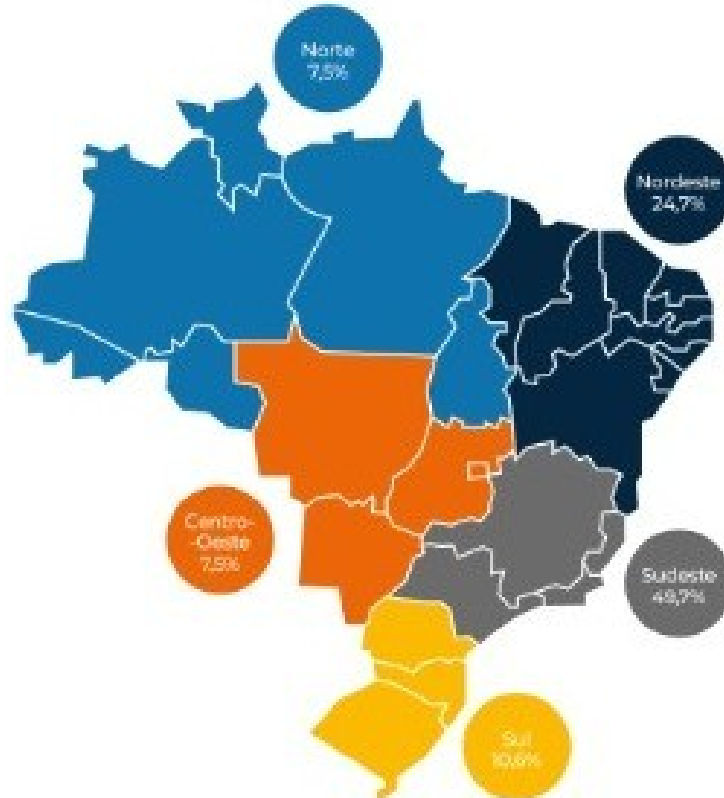 Norte
7,5%
Nordeste
24,7%
Centro-
-Oeste
7,5%
Sudeste
49,7%
Sul
10,6%